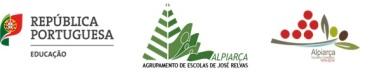 REPÚBLICA
PORTUGUESA
EDUCAÇÃO
ALPIARÇA
AGRUPAMENTO DE ESCOLAS DE JOSÉ RELVAS
Alpiarça